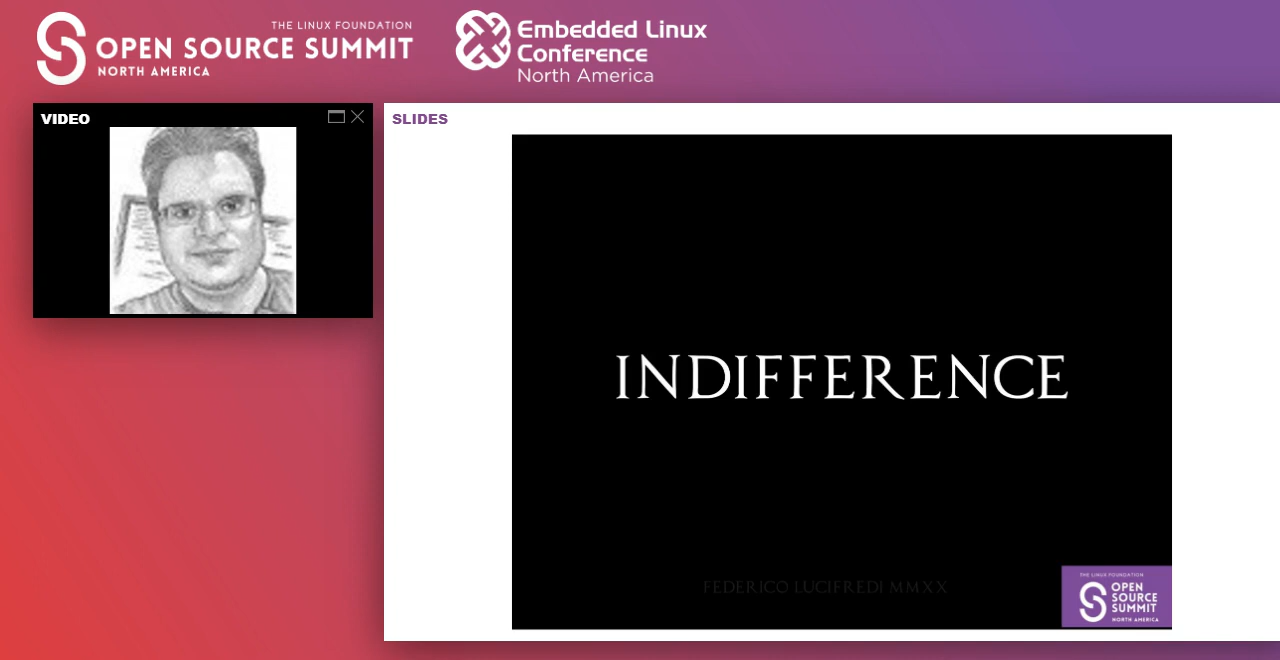 THE LINUX FOUNDATION
OPEN SOURCE SUMMIT
NORTH AMERICA
Embedded Linux
Conference
North America
VIDEO
SLIDES
INDIFFERENCE
FEDERICO LUCIFREDI MMXX
THE LINUX FOUNDATION
OPEN
SOURCE
SUMMIT
NORTH AMERICA